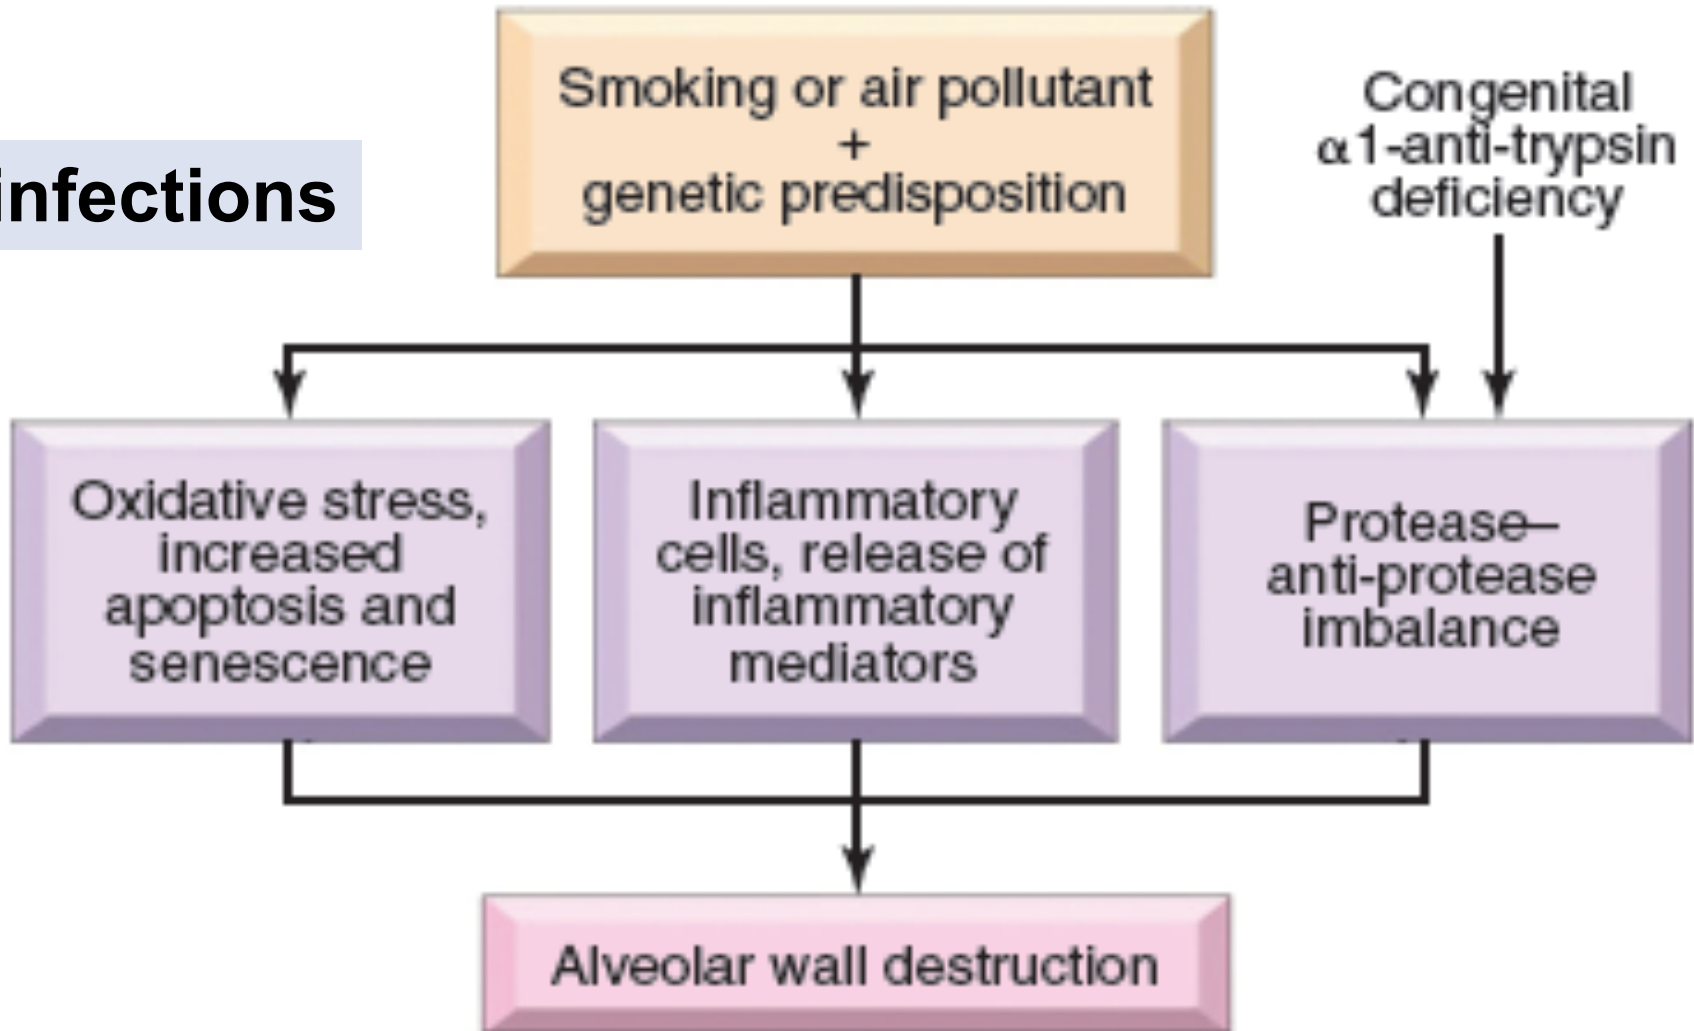 Smoking or air pollutant
+
genetic predisposition
Congenital
α1-anti-trypsin
deficiency
infections
Oxidative stress,
increased
apoptosis and
senescence
Inflammatory
cells, release of
inflammatory
mediators
Protease–
anti-protease
imbalance
Alveolar wall destruction